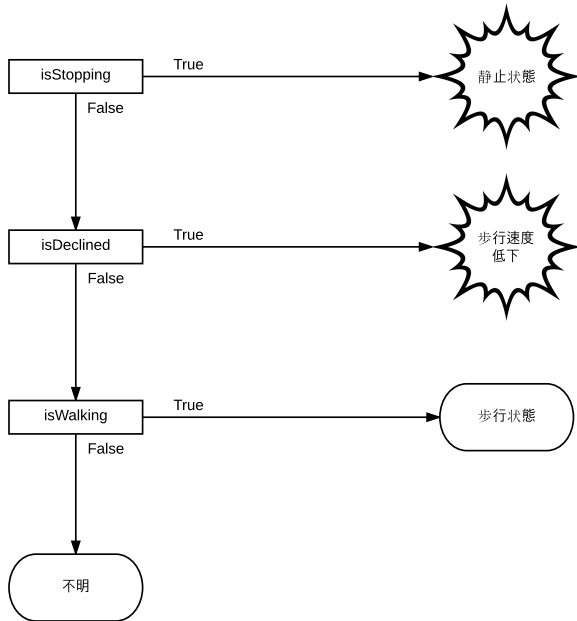 isStopping
True
静止状態
False
isDeclined
True
歩行速度
低下
False
isWalking
True
歩行状態
False
不明